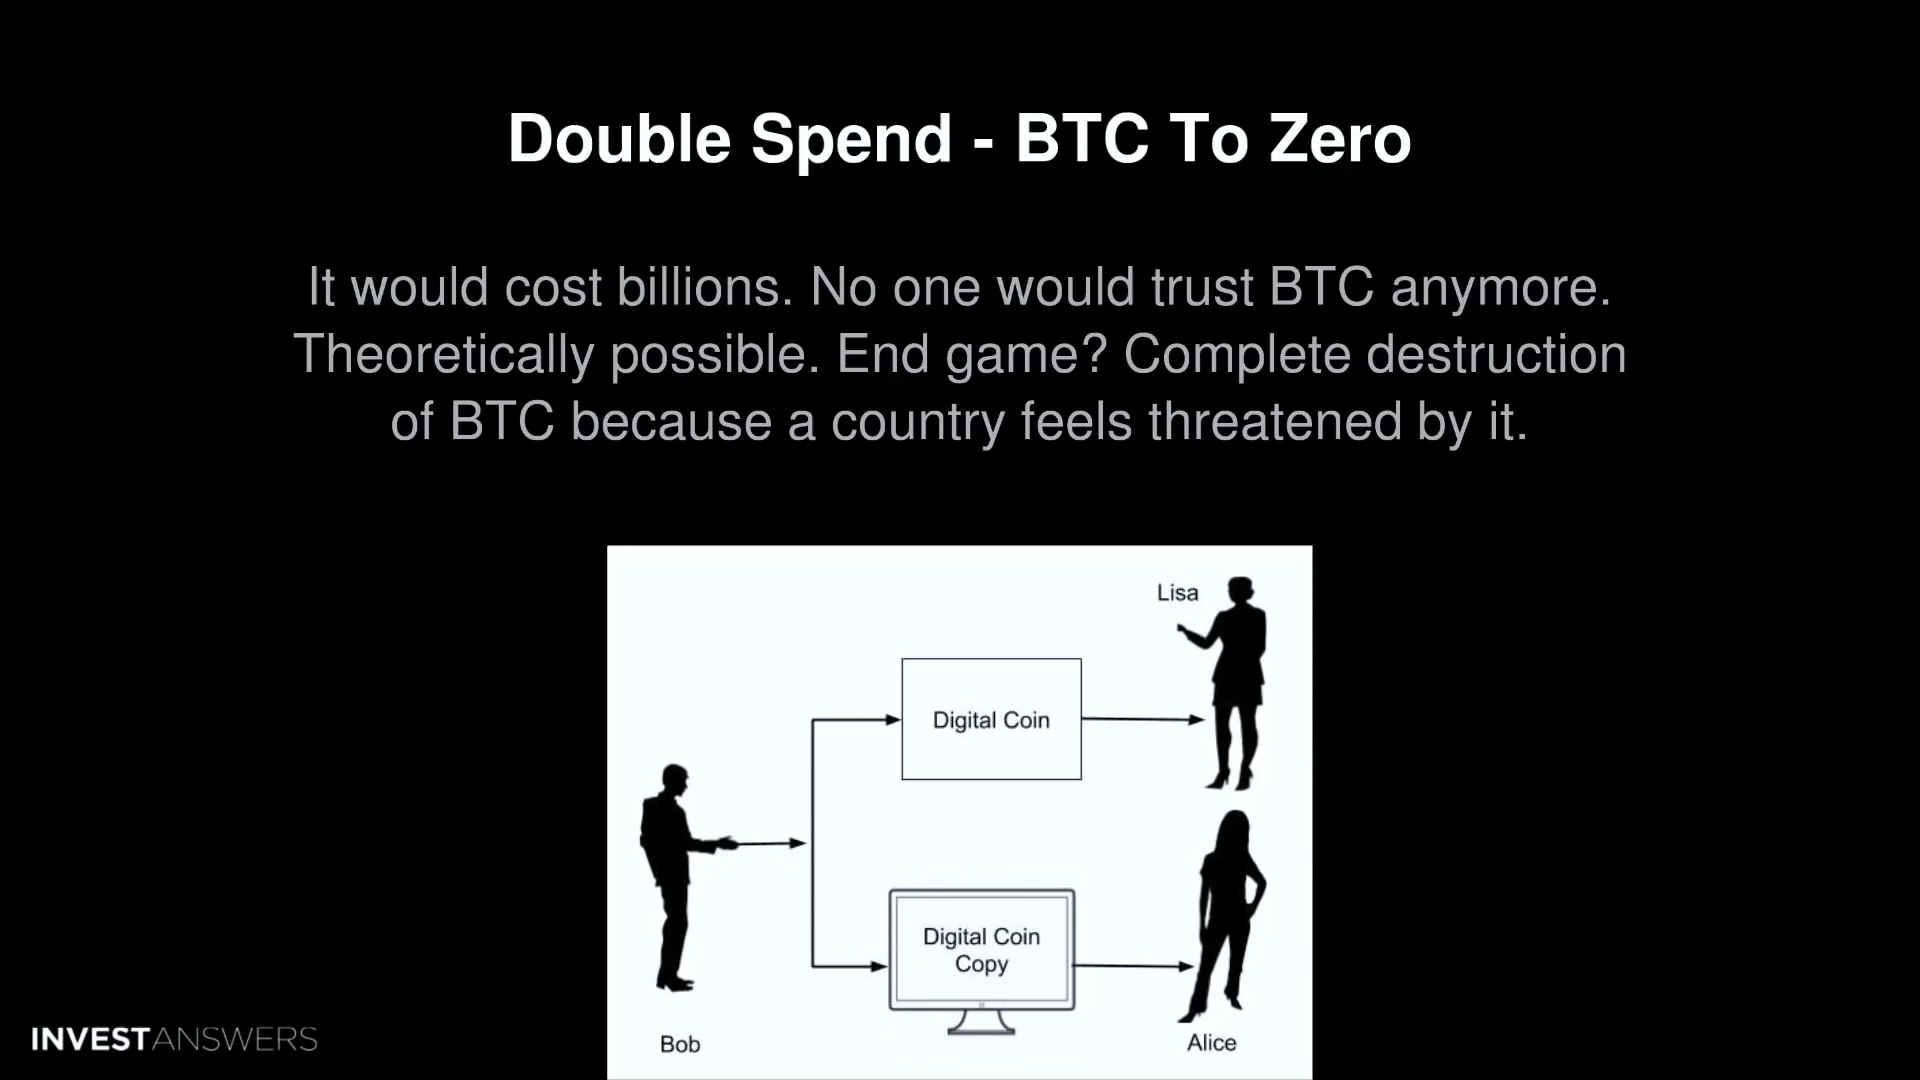 Double Spend - BTC To Zero
It would cost billions. No one would trust BTC anymore.
Theoretically possible. End game? Complete destruction
of BTC because a country feels threatened by it.
Lisa
Digital Coin
Digital Coin
Copy
Bob
Alice
INVESTANSWERS